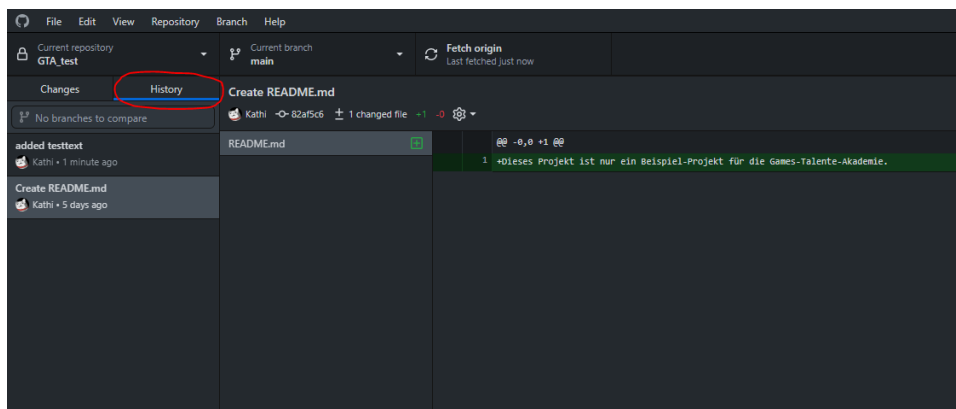 File Edit View Repository Branch Help
Current repository
GTA_test
Current branch
main
Fetch origin
Last fetched just now
Changes
History
No branches to compare
added testtext
Kathi • 1 minute ago
Create README.md
Kathi • 5 days ago
Create README.md
Kathi 82af5c6 1 changed file +1 -0
README.md
@@ -0,0 +1 @@
1 +Dieses Projekt ist nur ein Beispiel-Projekt für die Games-Talente-Akademie.